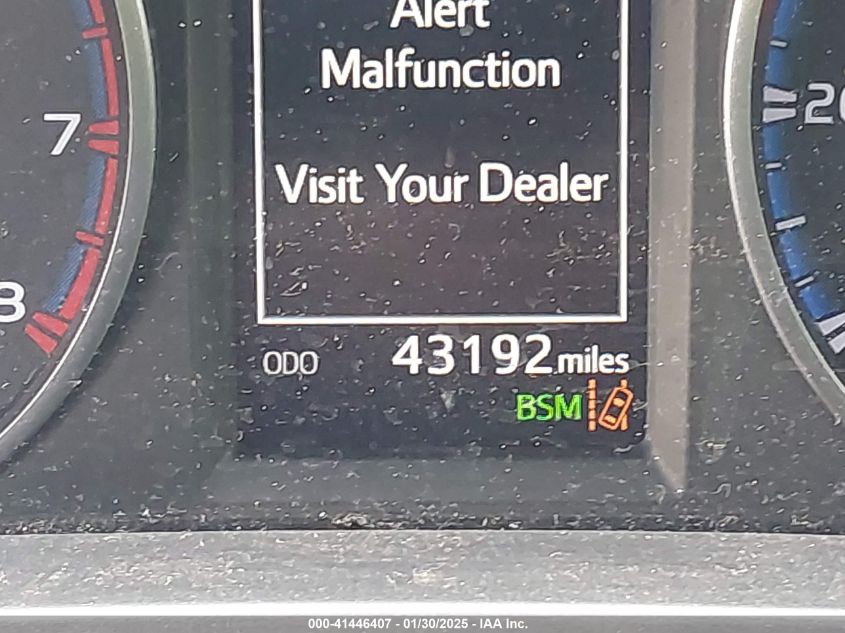 Alert
Malfunction
7
20
Visit Your Dealer
8
ODO 43192 miles
BSM
000-41446407 - 01/30/2025 - IAA Inc.